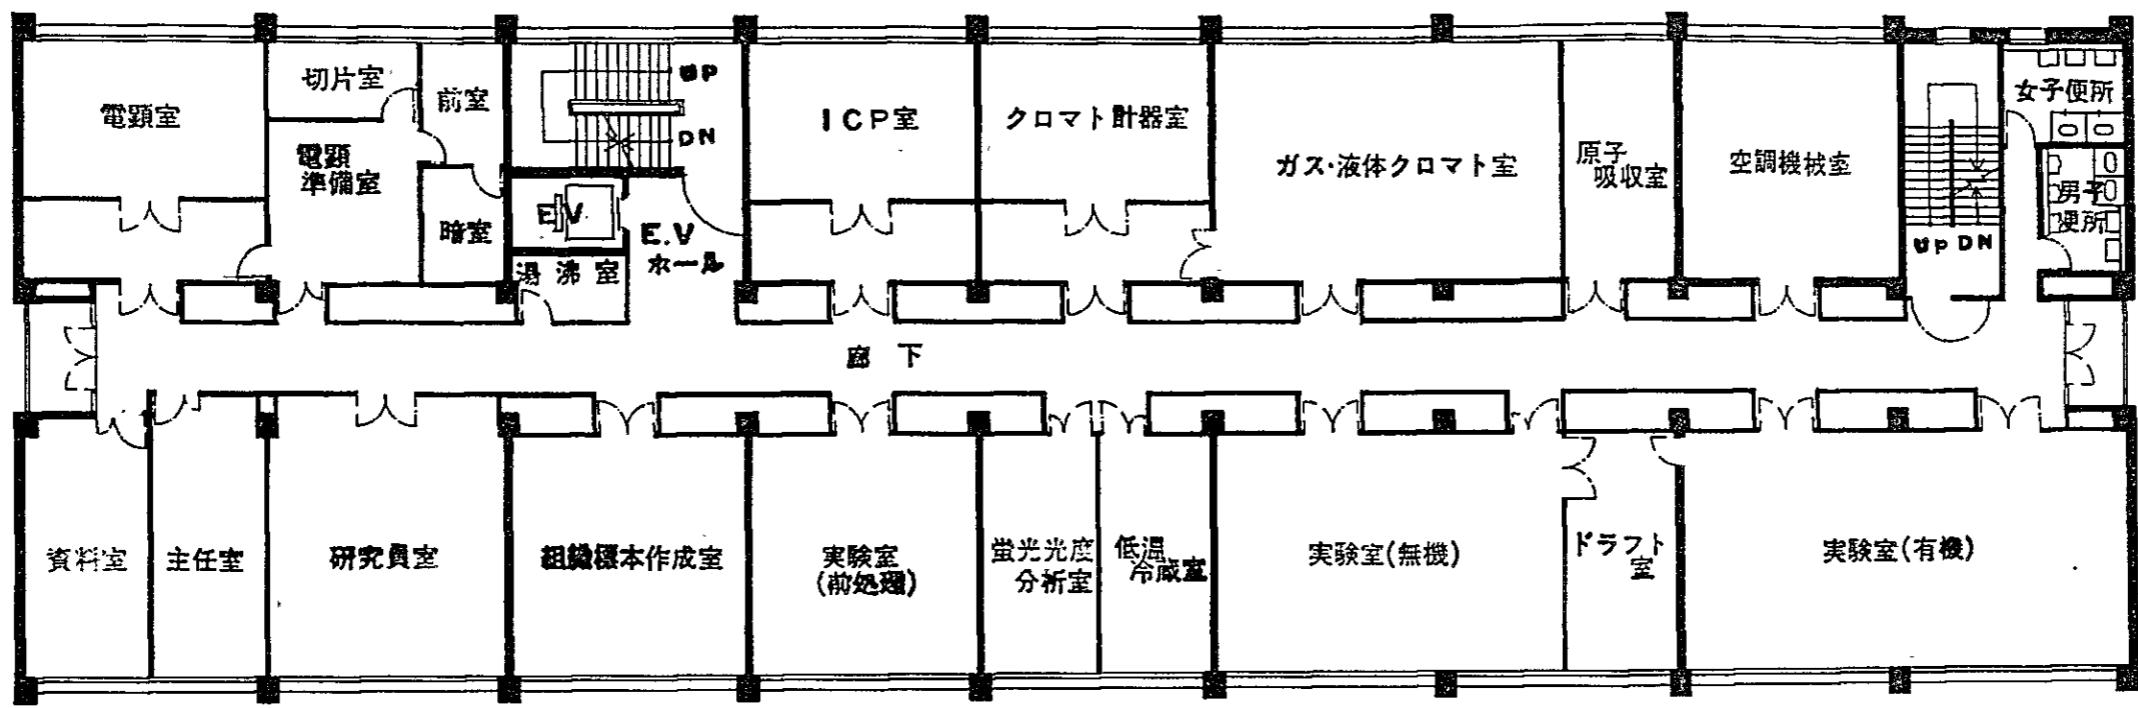 電顕室
切片室
前室
電顕
準備室
暗室
UP
DN
E.V
E.V
ホール
湯沸室
ICP室
クロマト計器室
ガス・液体クロマト室
原子
吸収室
空調機械室
UP DN
女子便所
男子
便所
廊下
資料室
主任室
研究員室
組織標本作成室
実験室
(前処理)
蛍光光度
分析室
低温
冷蔵室
実験室(無機)
ドラフト
室
実験室(有機)